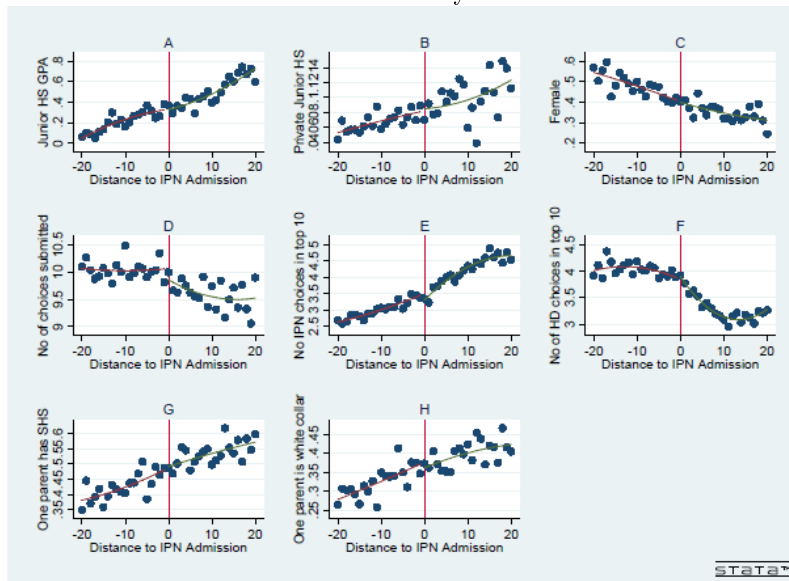 A
Junior HS GPA
0 .2 .4 .6 .8
-20 -10 0 10 20
Distance to IPN Admission
B
Private Junior HS
.040608.1.1214
-20 -10 0 10 20
Distance to IPN Admission
C
Female
.2 .3 .4 .5 .6
-20 -10 0 10 20
Distance to IPN Admission
D
No of choices submitted
9 9.5 10 10.5
-20 -10 0 10 20
Distance to IPN Admission
E
No IPN choices in top 10
2.5 3 3.5 4 4.5 5
-20 -10 0 10 20
Distance to IPN Admission
F
No of HD choices in top 10
3 3.5 4 4.5
-20 -10 0 10 20
Distance to IPN Admission
G
One parent has SHS
.35.4.45.5.55.6
-20 -10 0 10 20
Distance to IPN Admission
H
One parent is white collar
.25 .3 .35 .4 .45
-20 -10 0 10 20
Distance to IPN Admission
STATA™